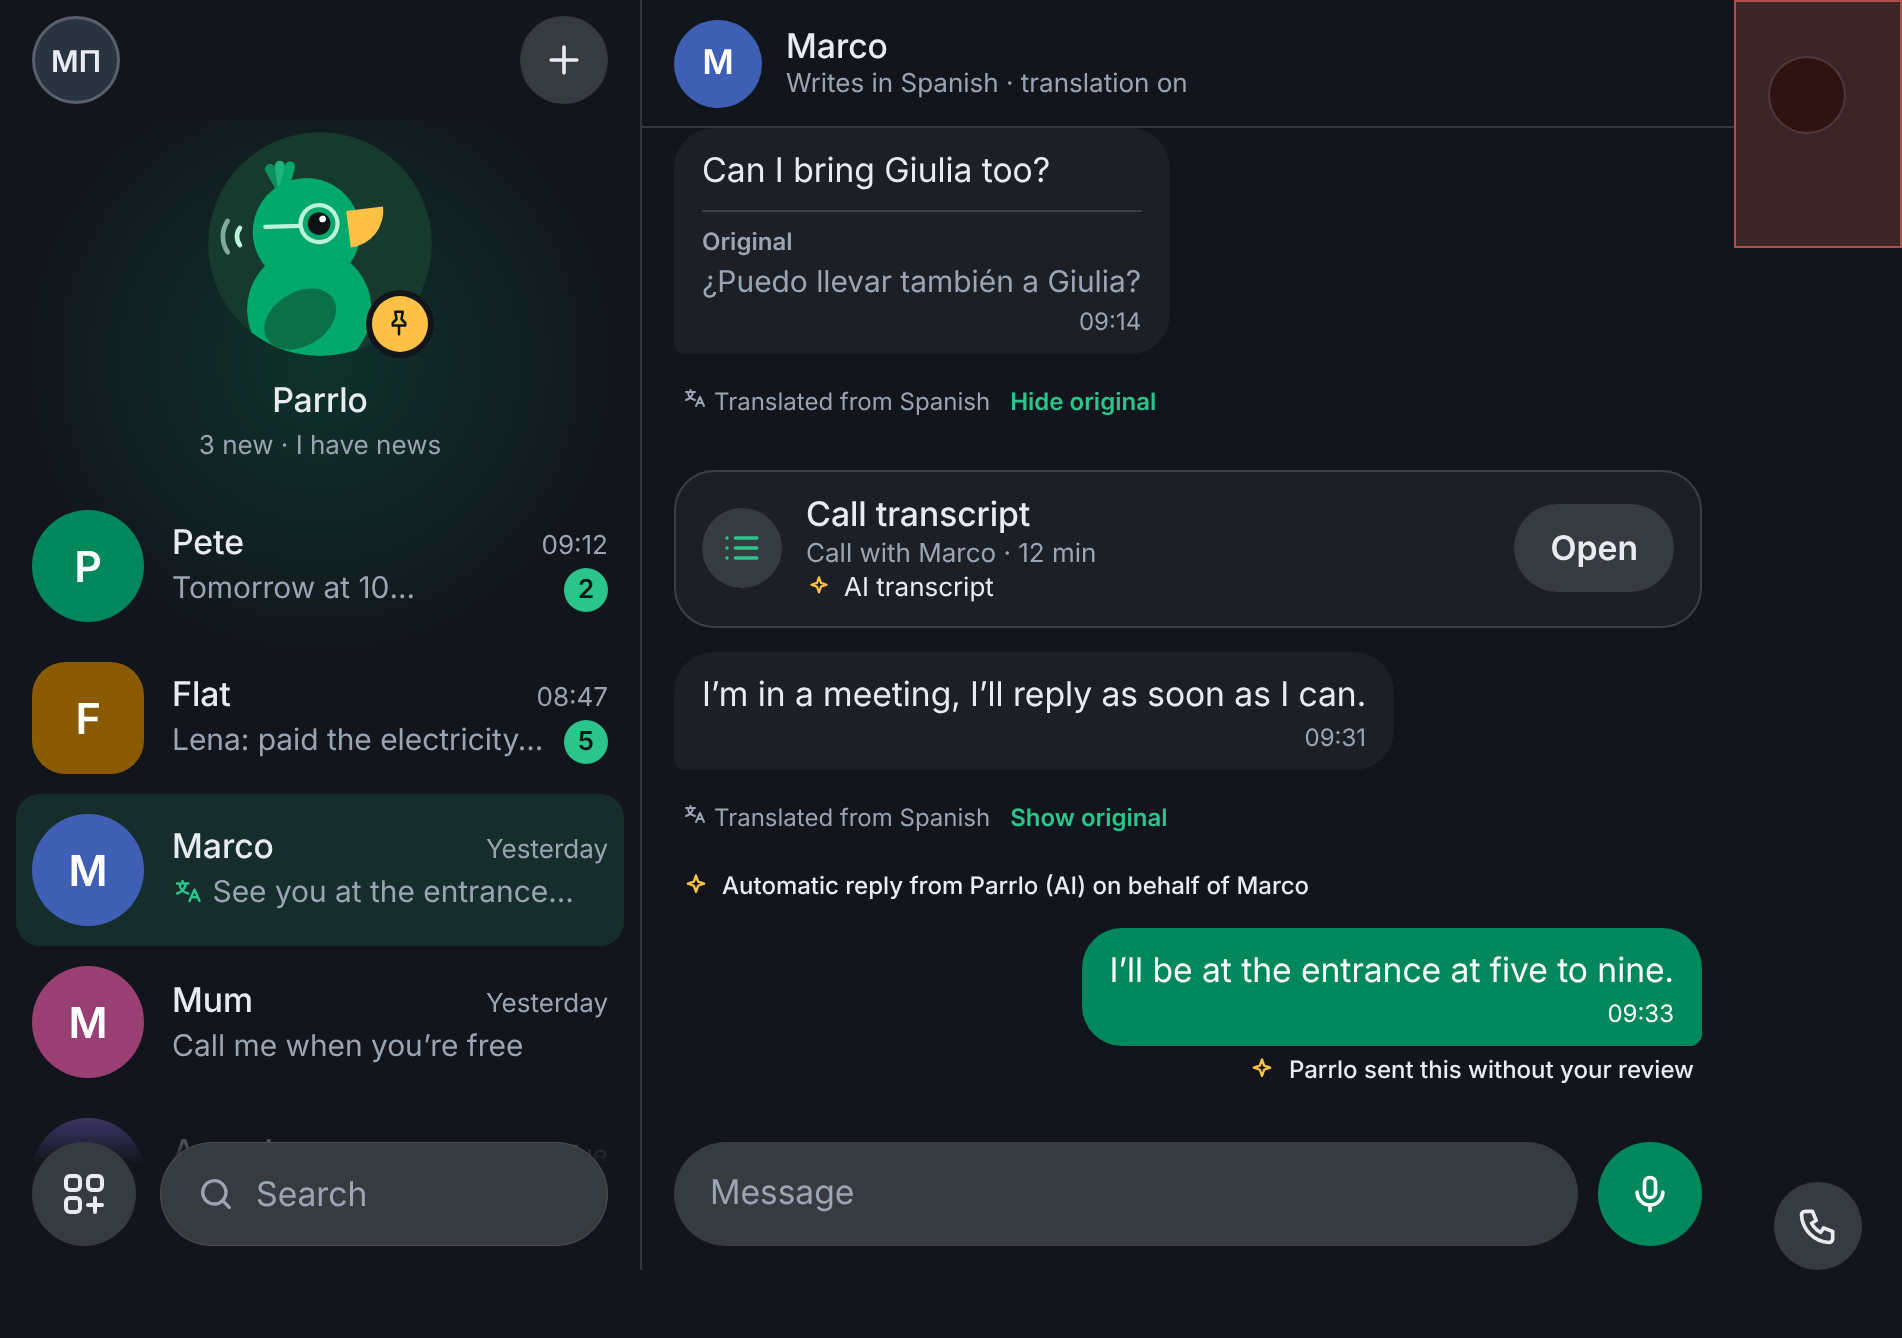 МП
Parrlo
3 new · I have news
P
Pete
09:12
Tomorrow at 10...
2
F
Flat
08:47
Lena: paid the electricity...
5
M
Marco
Yesterday
See you at the entrance...
M
Mum
Yesterday
Call me when you’re free
Search
M
Marco
Writes in Spanish · translation on
Can I bring Giulia too?
Original
¿Puedo llevar también a Giulia?
09:14
Translated from Spanish Hide original
Call transcript
Call with Marco · 12 min
AI transcript
Open
I’m in a meeting, I’ll reply as soon as I can.
09:31
Translated from Spanish Show original
Automatic reply from Parrlo (AI) on behalf of Marco
I’ll be at the entrance at five to nine.
09:33
Parrlo sent this without your review
Message